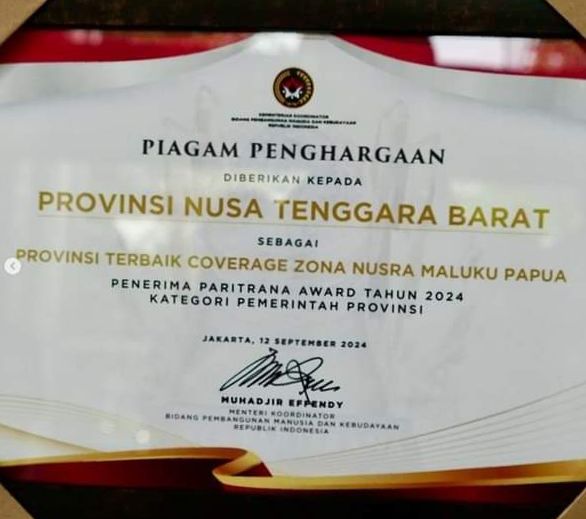 KEMENTERIAN KOORDINATOR
BIDANG PEMBANGUNAN MANUSIA DAN KEBUDAYAAN
REPUBLIK INDONESIA
PIAGAM PENGHARGAAN
DIBERIKAN KEPADA
PROVINSI NUSA TENGGARA BARAT
SEBAGAI
PROVINSI TERBAIK COVERAGE ZONA NUSRA MALUKU PAPUA
PENERIMA PARITRANA AWARD TAHUN 2024
KATEGORI PEMERINTAH PROVINSI
JAKARTA, 12 SEPTEMBER 2024
MUHADJIR EFFENDY
MENTERI KOORDINATOR
BIDANG PEMBANGUNAN MANUSIA DAN KEBUDAYAAN
REPUBLIK INDONESIA